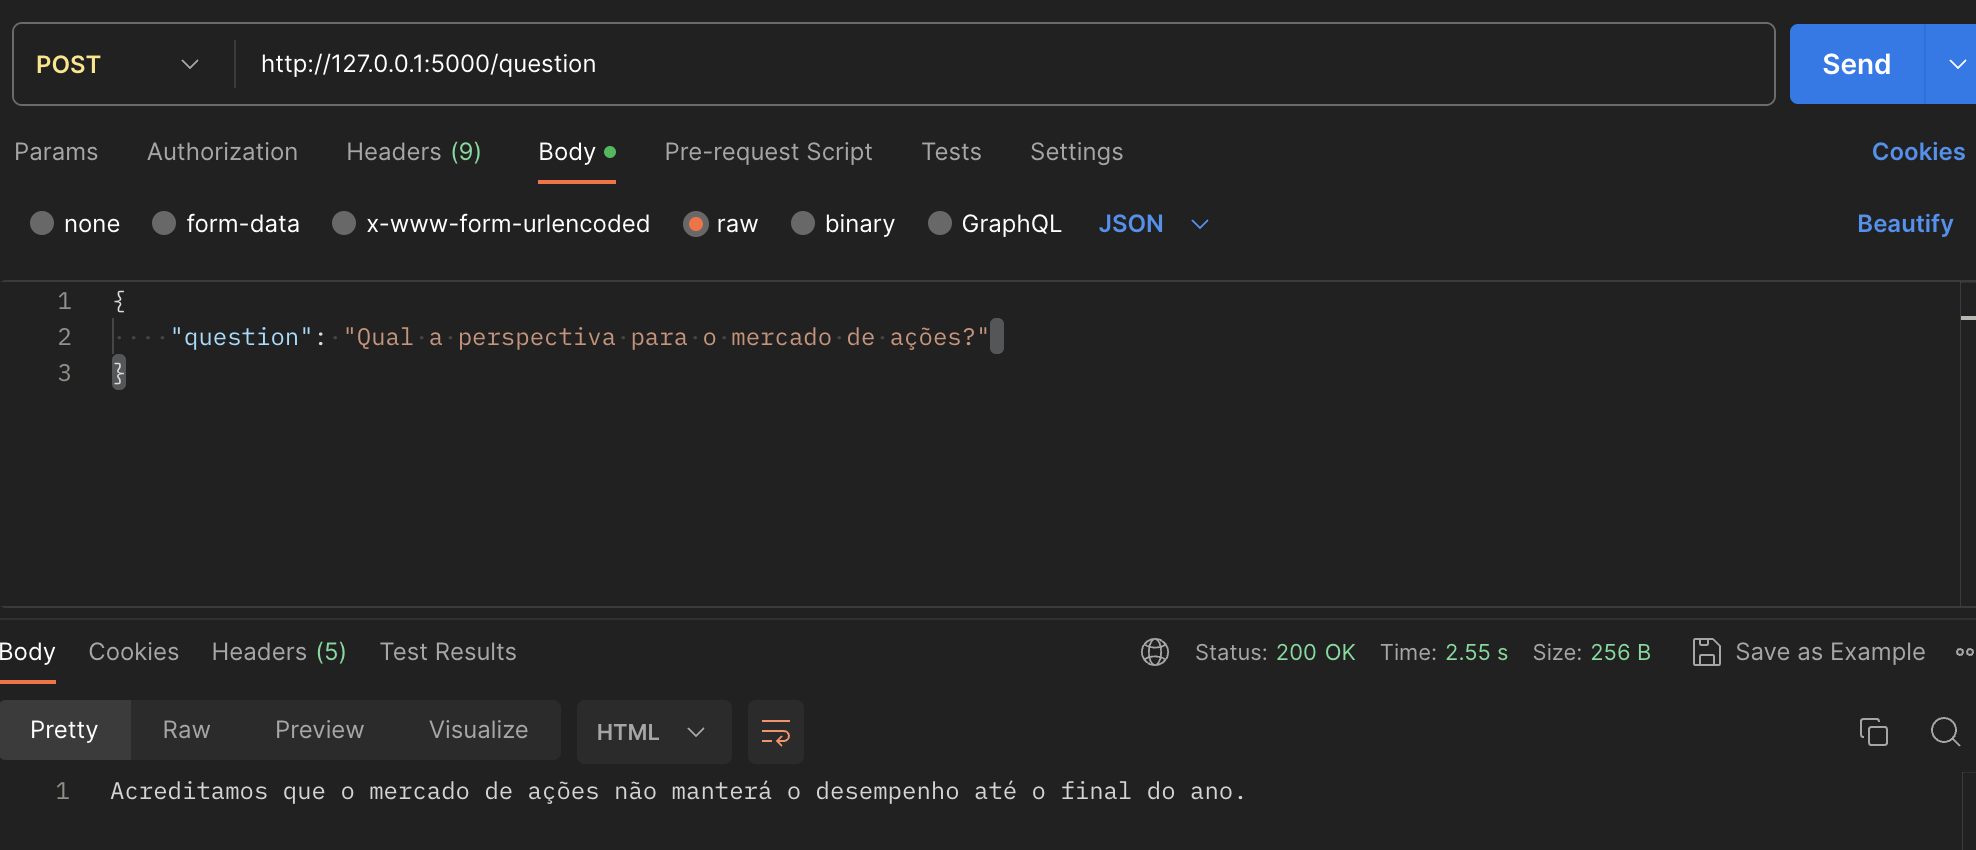 POST http://127.0.0.1:5000/question Send
Params Authorization Headers (9) Body Pre-request Script Tests Settings Cookies
none form-data x-www-form-urlencoded raw binary GraphQL JSON Beautify
1 {
2 "question": "Qual a perspectiva para o mercado de ações?"
3 }
Body Cookies Headers (5) Test Results Status: 200 OK Time: 2.55 s Size: 256 B Save as Example
Pretty Raw Preview Visualize HTML
1 Acreditamos que o mercado de ações não manterá o desempenho até o final do ano.